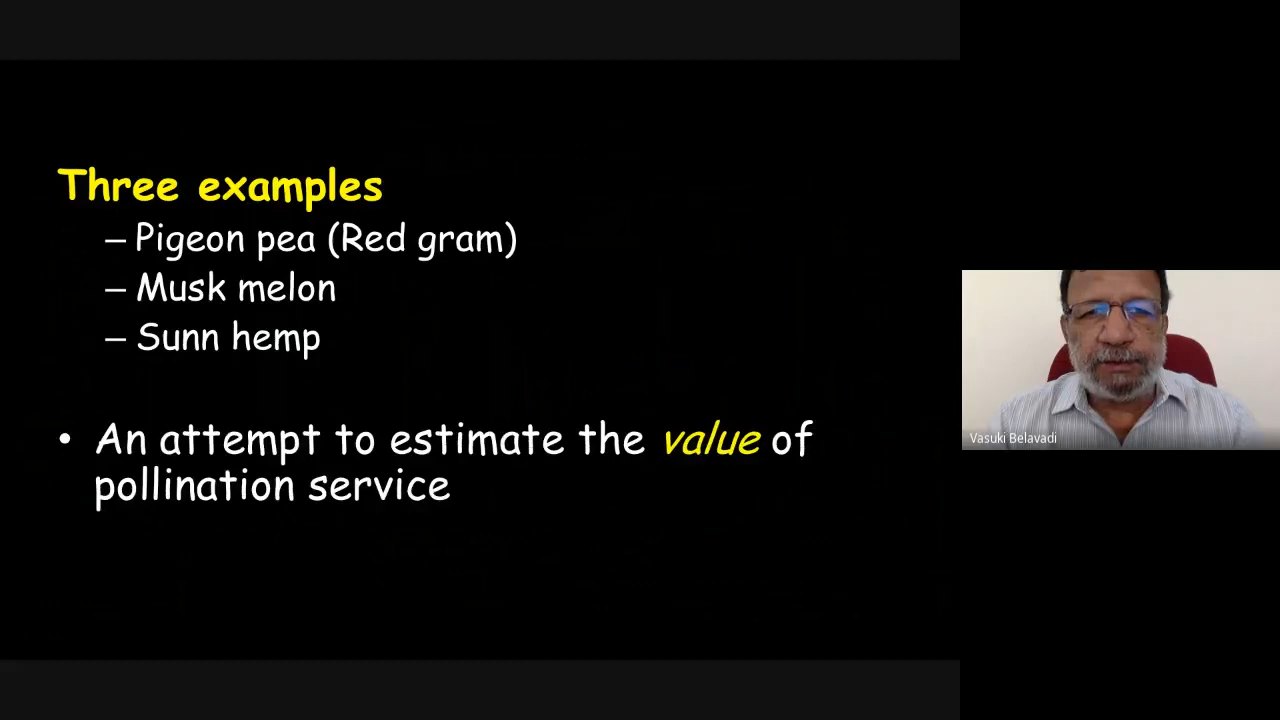 Three examples
– Pigeon pea (Red gram)
– Musk melon
– Sunn hemp
• An attempt to estimate the value of
pollination service
Vasuki Belavadi